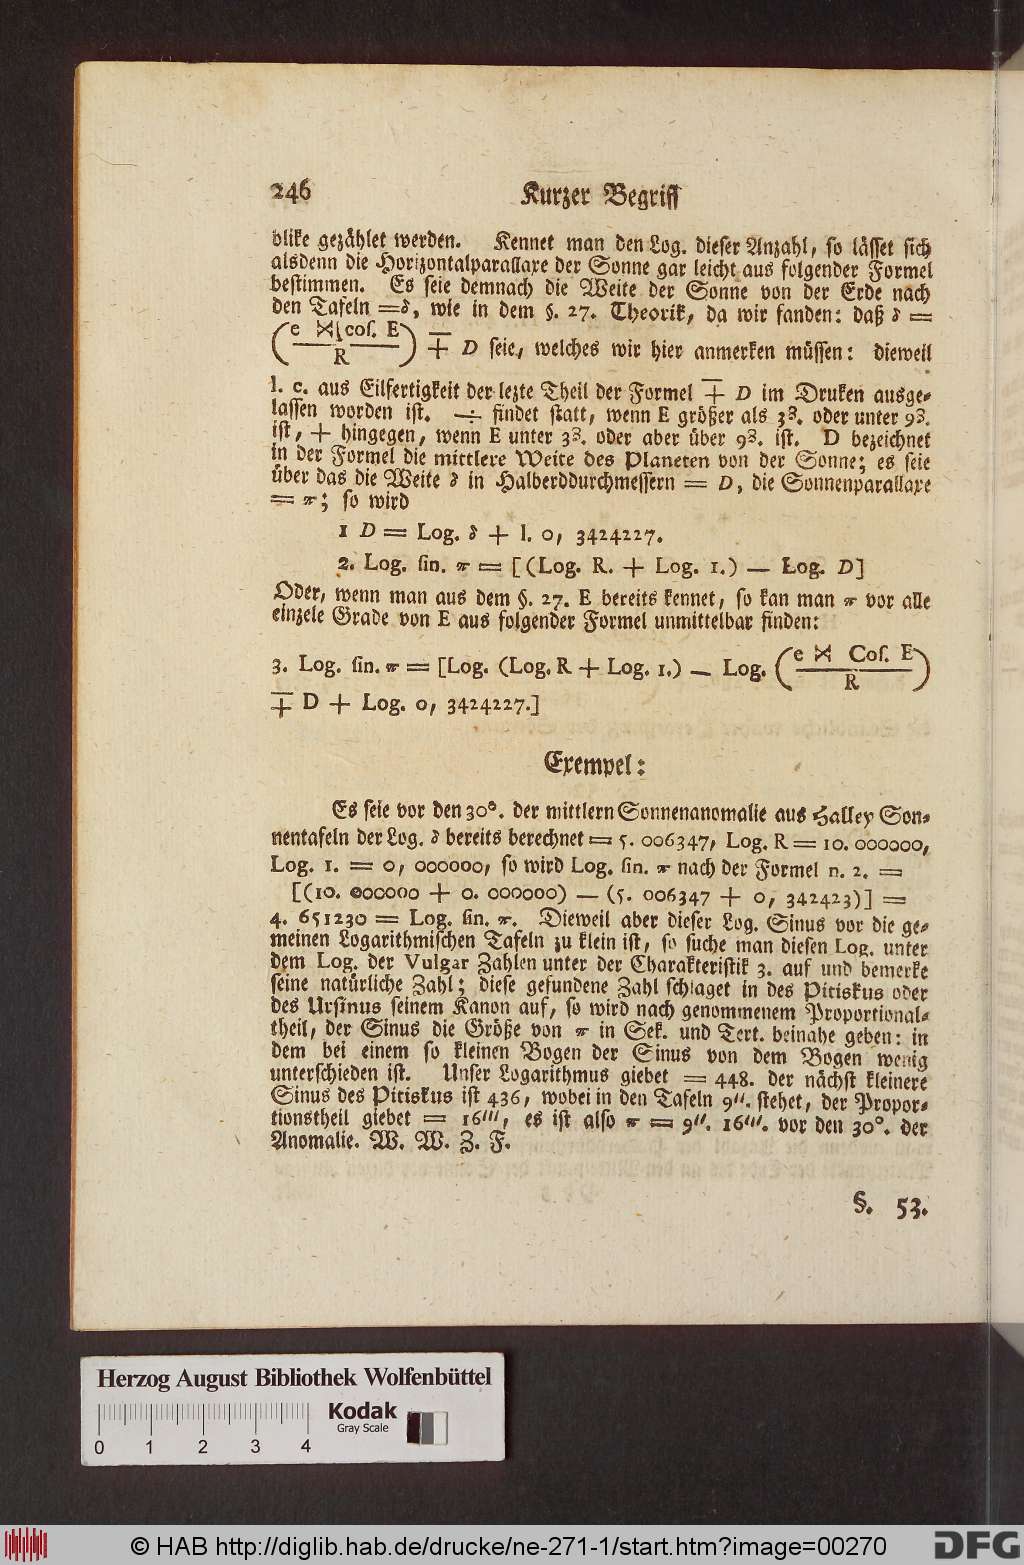 246 Kurzer Begriff
blike gezählet werden. Kennet man den Log. dieser Anzahl, so lässet sich
alsdenn die Horizontalparallaxe der Sonne gar leicht aus folgender Formel
bestimmen. Es seie demnach die Weite der Sonne von der Erde nach
den Tafeln =δ, wie in dem §. 27. Theorik, da wir fanden: daß δ =
(e ⋊ cos. E / R) ∓ D seie, welches wir hier anmerken müssen: dieweil
l. c. aus Eilfertigkeit der lezte Theil der Formel ∓ D im Druken ausge-
lassen worden ist. ÷ findet statt, wenn E größer als 3Z. oder unter 9Z.
ist, + hingegen, wenn E unter 3Z. oder aber über 9Z. ist. D bezeichnet
in der Formel die mittlere Weite des Planeten von der Sonne; es seie
über das die Weite δ in Halberddurchmessern = D, die Sonnenparallaxe
= π; so wird
1 D = Log. δ + l. 0, 3424227.
2. Log. sin. π = [(Log. R. + Log. 1.) — Log. D]
Oder, wenn man aus dem §. 27. E bereits kennet, so kan man π vor alle
einzele Grade von E aus folgender Formel unmittelbar finden:
3. Log. sin. π = [Log. (Log. R + Log. 1.) — Log. (e ⋊ Cos. E / R)
∓ D + Log. 0, 3424227.]
Exempel:
Es seie vor den 30°. der mittlern Sonnenanomalie aus Halley Son-
nentafeln der Log. δ bereits berechnet = 5. 006347, Log. R = 10. 000000,
Log. 1. = 0, 000000, so wird Log. sin. π nach der Formel n. 2. =
[(10. 000000 + 0. 000000) — (5. 006347 + 0, 342423)] =
4. 651230 = Log. sin. π. Dieweil aber dieser Log. Sinus vor die ge-
meinen Logarithmischen Tafeln zu klein ist, so suche man diesen Log. unter
dem Log. der Vulgar Zahlen unter der Charakteristik 3. auf und bemerke
seine natürliche Zahl; diese gefundene Zahl schlaget in des Pitiskus oder
des Ursinus seinem Kanon auf, so wird nach genommenem Proportional-
theil, der Sinus die Größe von π in Sek. und Tert. beinahe geben: in
dem bei einem so kleinen Bogen der Sinus von dem Bogen wenig
unterschieden ist. Unser Logarithmus giebet = 448. der nächst kleinere
Sinus des Pitiskus ist 436, wobei in den Tafeln 9″. stehet, der Propor-
tionstheil giebet = 16‴, es ist also π = 9″. 16‴. vor den 30°. der
Anomalie. W. W. Z. F.
§. 53.
Herzog August Bibliothek Wolfenbüttel
Kodak
Gray Scale
0 1 2 3 4
© HAB http://diglib.hab.de/drucke/ne-271-1/start.htm?image=00270
DFG